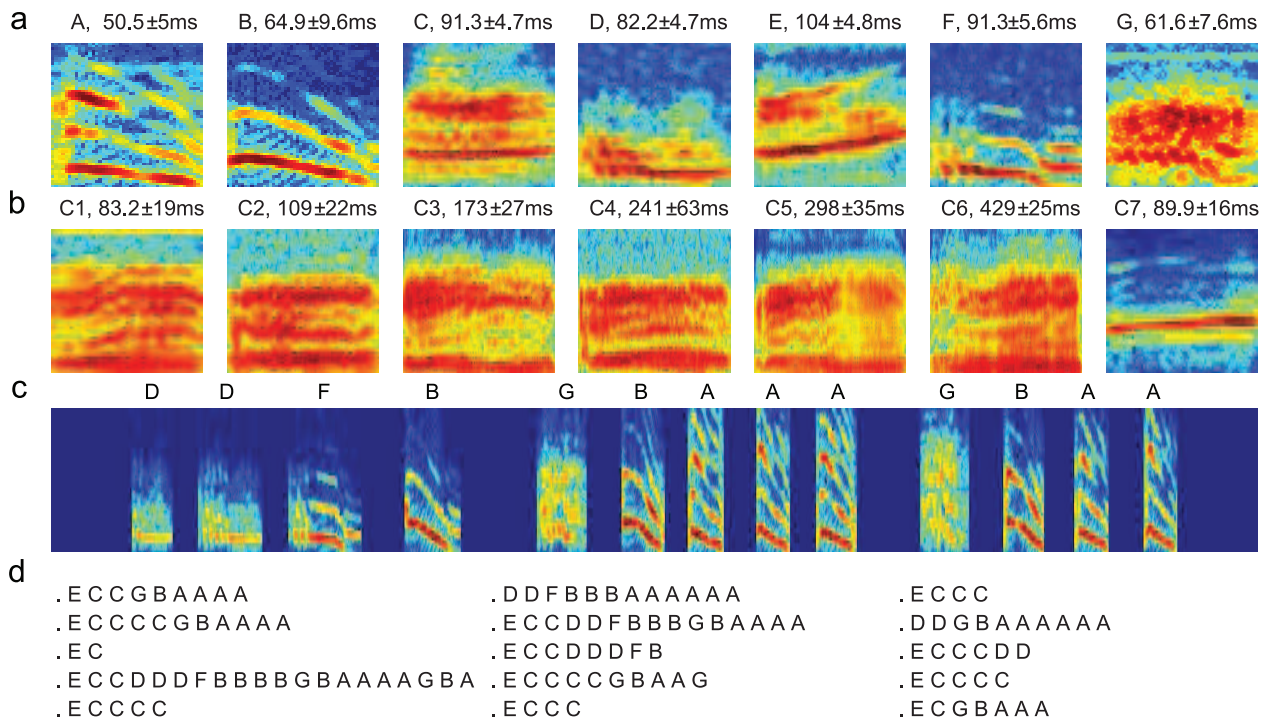 a
A, 50.5±5ms B, 64.9±9.6ms C, 91.3±4.7ms D, 82.2±4.7ms E, 104±4.8ms F, 91.3±5.6ms G, 61.6±7.6ms
b
C1, 83.2±19ms C2, 109±22ms C3, 173±27ms C4, 241±63ms C5, 298±35ms C6, 429±25ms C7, 89.9±16ms
c
D D F B G B A A A G B A A
d
. E C C G B A A A A
. E C C C C G B A A A A
. E C
. E C C D D D F B B B B G B A A A A G B A
. E C C C C
. D D F B B B A A A A A A
. E C C D D F B B B G B A A A A
. E C C D D D F B
. E C C C C G B A A G
. E C C C
. E C C C
. D D G B A A A A A A
. E C C C D D
. E C C C C
. E C G B A A A